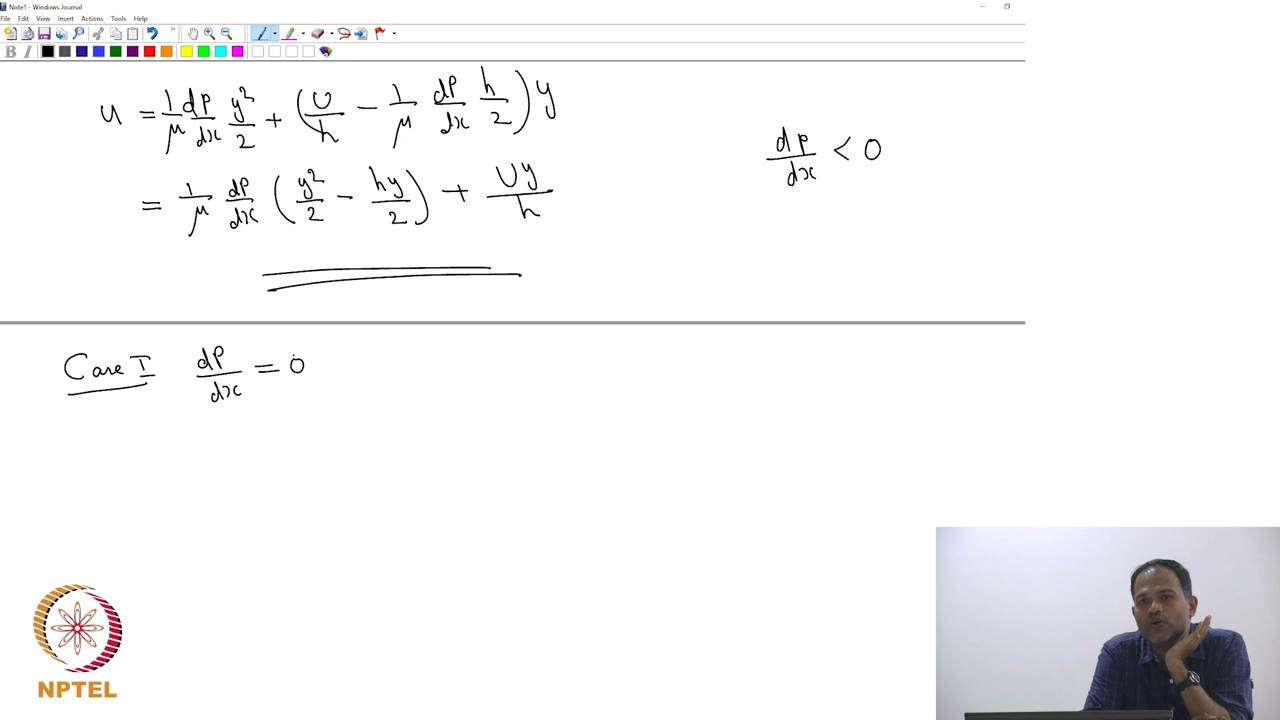 Note1 - Windows Journal
File Edit View Insert Actions Tools Help
B I
u = 1/μ dP/dx y²/2 + (U/h - 1/μ dP/dx h/2) y
dp/dx < 0
= 1/μ dP/dx (y²/2 - hy/2) + Uy/h
Case I dP/dx = 0
NPTEL